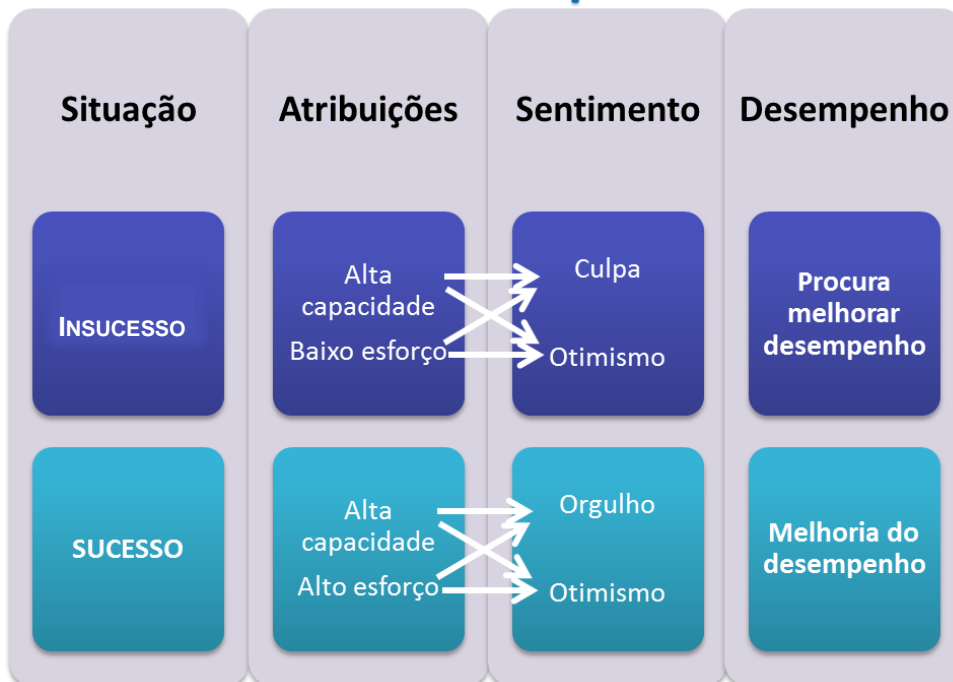 Situação
Atribuições
Sentimento
Desempenho
INSUCESSO
Alta
capacidade
Baixo esforço
Culpa
Otimismo
Procura
melhorar
desempenho
SUCESSO
Alta
capacidade
Alto esforço
Orgulho
Otimismo
Melhoria do
desempenho